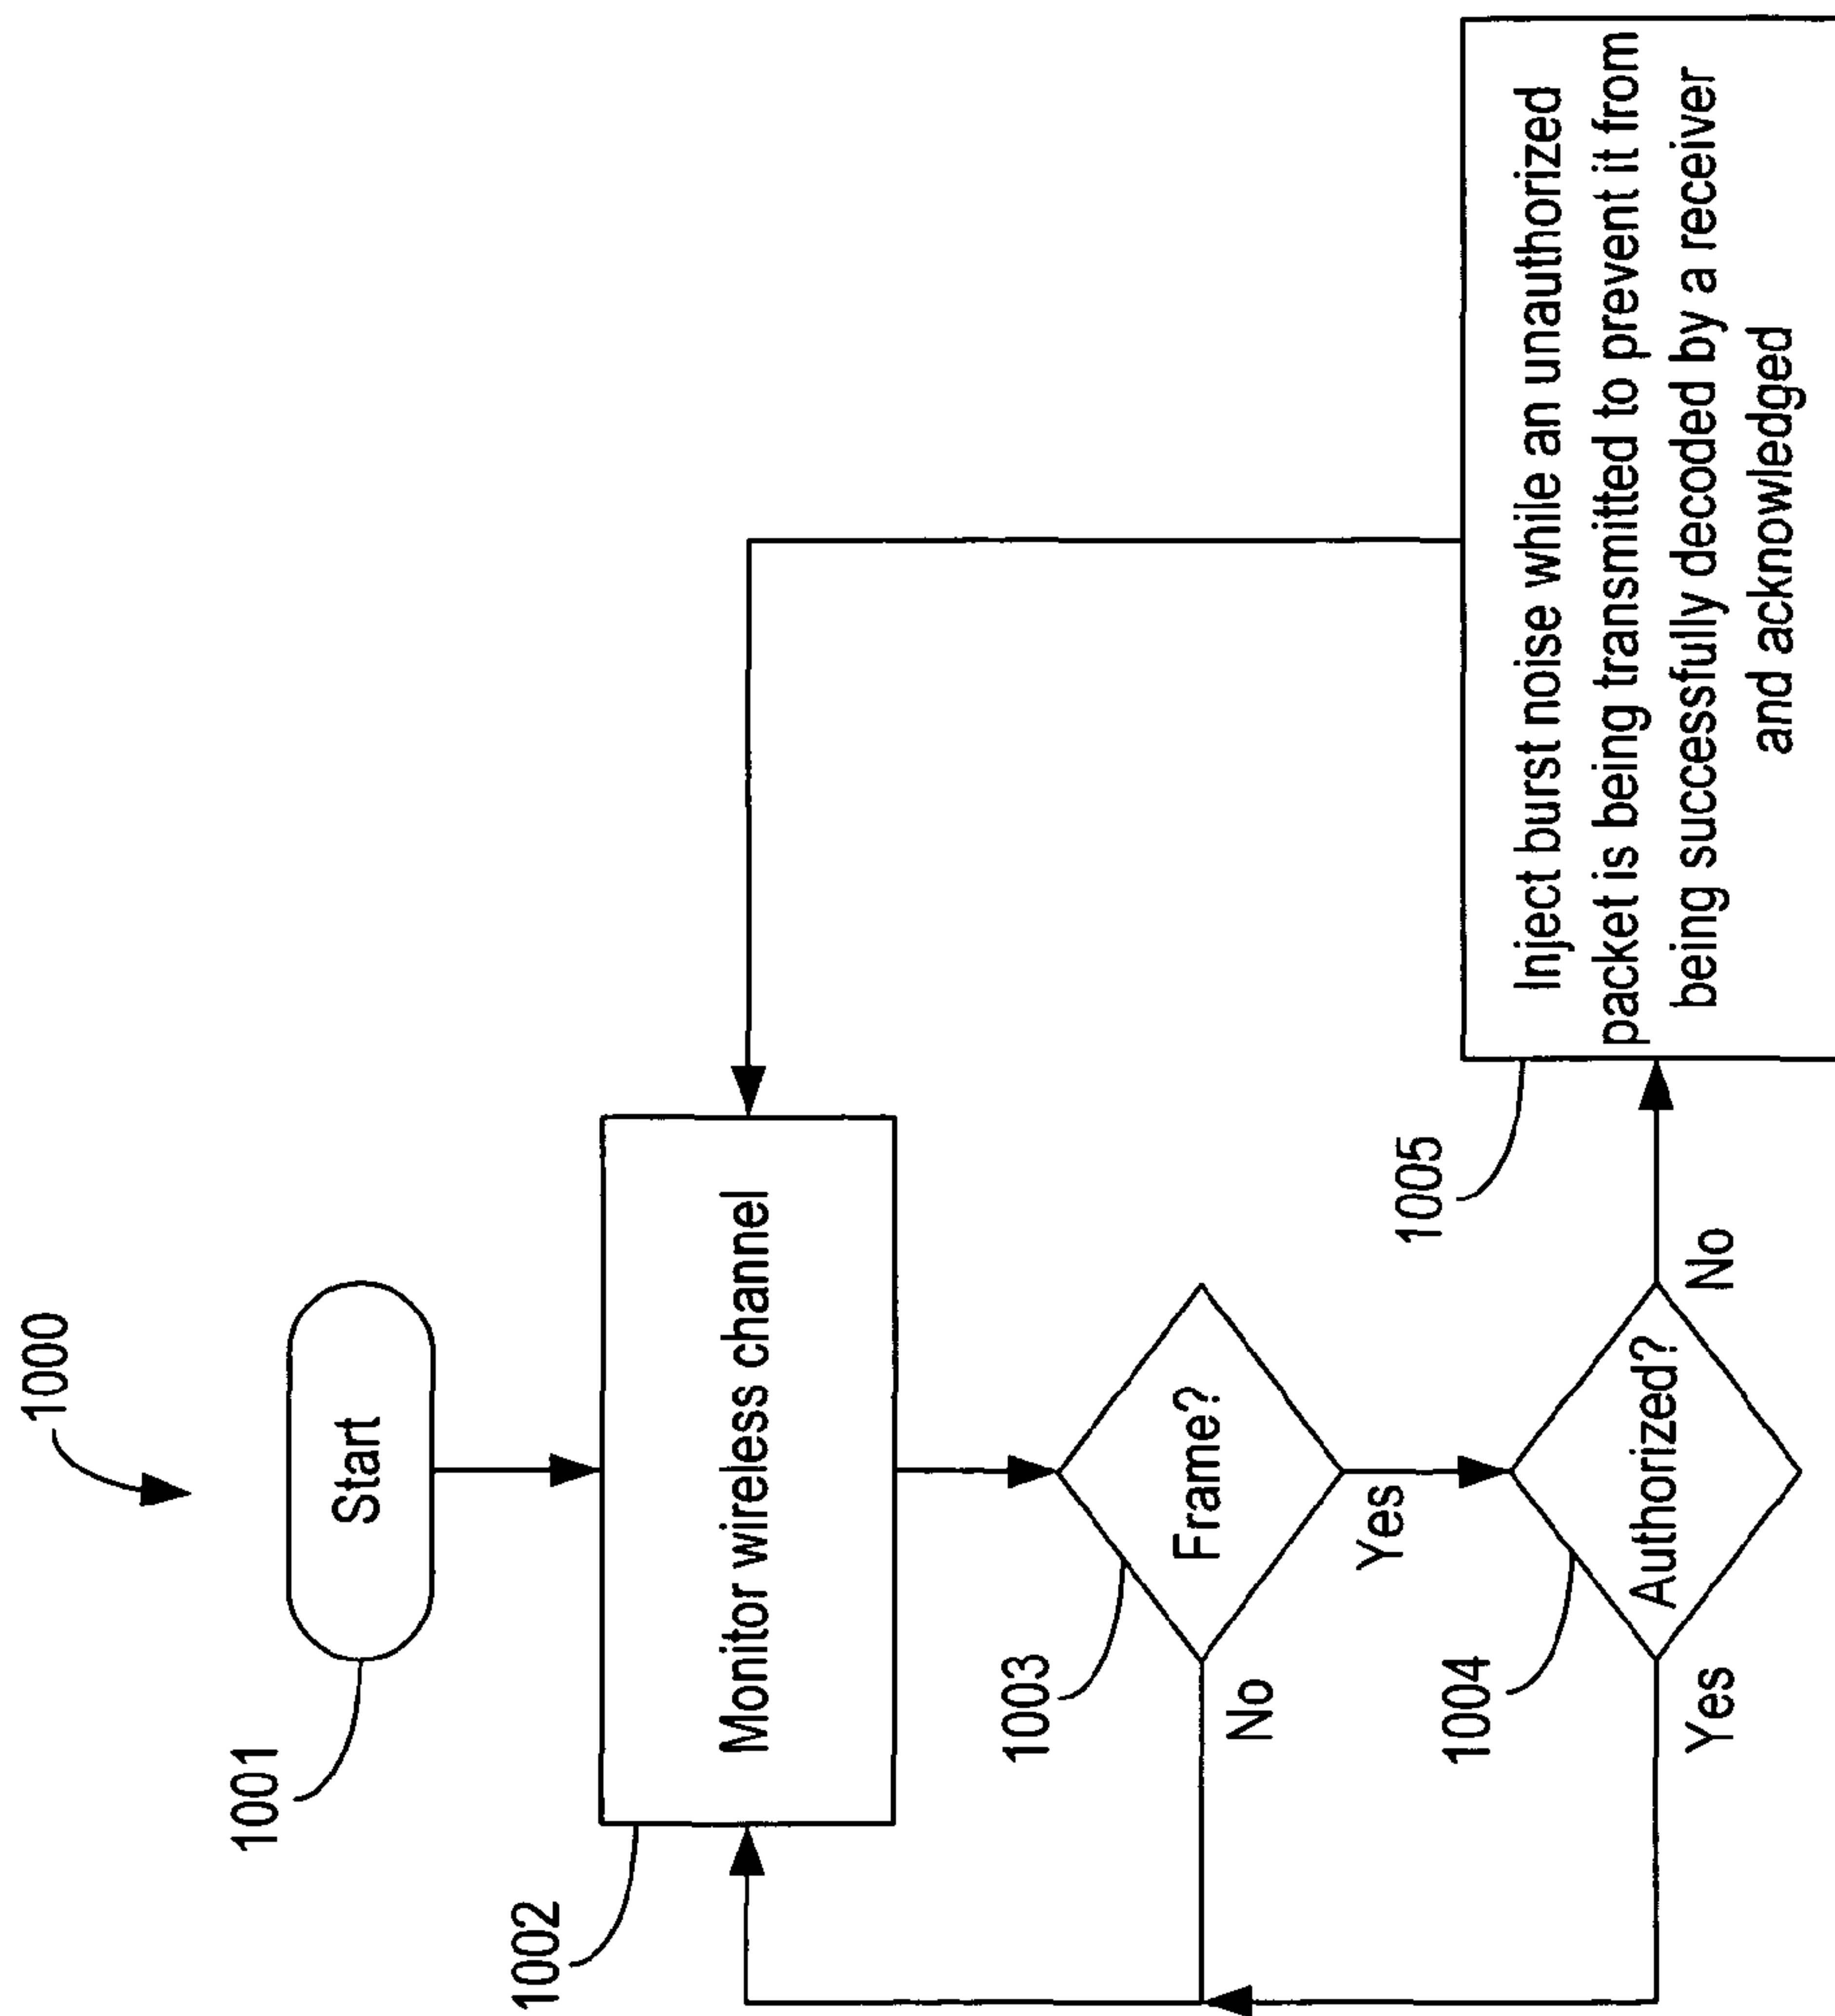 1000
1001
Start
1002
Monitor wireless channel
1003
Frame?
No
Yes
1004
Authorized?
Yes
No
1005
Inject burst noise while an unauthorized
packet is being transmitted to prevent it from
being successfully decoded by a receiver
and acknowledged